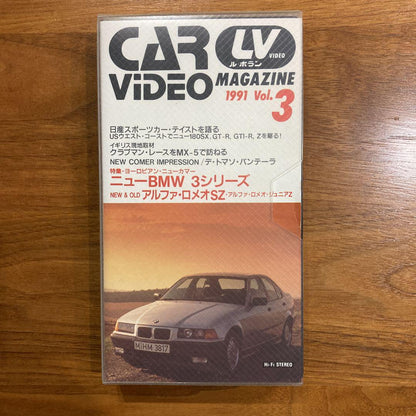 CAR LV VIDEO
ルボラン
ViDEO MAGAZINE
1991 Vol. 3
日産スポーツカー・テイストを語る
USウエスト・コーストでニュー180SX、GT-R、GTI-R、Zを駆る!
イギリス現地取材
クラブマン・レースをMX-5で訪ねる
NEW COMER IMPRESSION/デ・トマソ・パンテーラ
特集・ヨーロピアン・ニューカマー
ニューBMW 3シリーズ
NEW & OLD アルファ・ロメオSZ・アルファ・ロメオ・ジュニアZ
M HM 3817
Hi-Fi STEREO